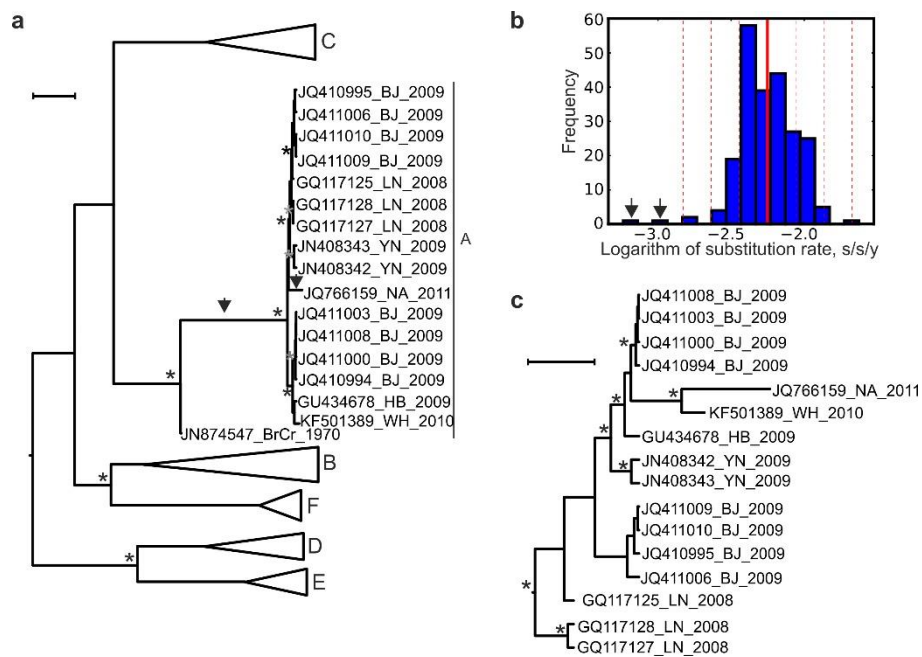 a
C
JQ410995_BJ_2009
JQ411006_BJ_2009
JQ411010_BJ_2009
JQ411009_BJ_2009
GQ117125_LN_2008
GQ117128_LN_2008
GQ117127_LN_2008
JN408343_YN_2009
JN408342_YN_2009
JQ766159_NA_2011
JQ411003_BJ_2009
JQ411008_BJ_2009
JQ411000_BJ_2009
JQ410994_BJ_2009
GU434678_HB_2009
KF501389_WH_2010
JN874547_BrCr_1970
A
B
F
D
E
* * * * * * * * * *
b
Frequency
60
50
40
30
20
10
0
−3.0 −2.5 −2.0
Logarithm of substitution rate, s/s/y
c
JQ411008_BJ_2009
JQ411003_BJ_2009
JQ411000_BJ_2009
JQ410994_BJ_2009
JQ766159_NA_2011
KF501389_WH_2010
GU434678_HB_2009
JN408342_YN_2009
JN408343_YN_2009
JQ411009_BJ_2009
JQ411010_BJ_2009
JQ410995_BJ_2009
JQ411006_BJ_2009
GQ117125_LN_2008
GQ117128_LN_2008
GQ117127_LN_2008
* * * * * * *